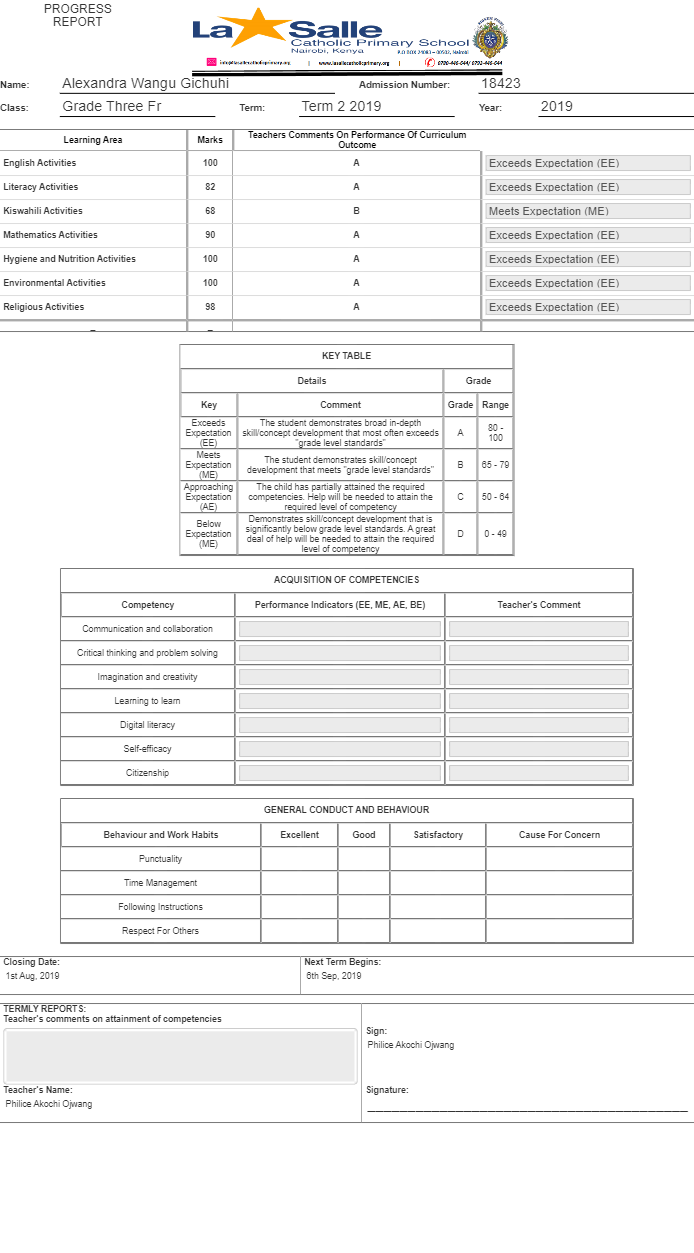 PROGRESS
REPORT
La Salle
Catholic Primary School
Nairobi, Kenya
P.O BOX 24083 – 00502, Nairobi
info@lasallecatholicprimary.org | www.lasallecatholicprimary.org |
Name: Alexandra Wangu Gichuhi Admission Number: 18423
Class: Grade Three Fr Term: Term 2 2019 Year: 2019
Learning Area Marks Teachers Comments On Performance Of Curriculum
Outcome
English Activities 100 A Exceeds Expectation (EE)
Literacy Activities 82 A Exceeds Expectation (EE)
Kiswahili Activities 68 B Meets Expectation (ME)
Mathematics Activities 90 A Exceeds Expectation (EE)
Hygiene and Nutrition Activities 100 A Exceeds Expectation (EE)
Environmental Activities 100 A Exceeds Expectation (EE)
Religious Activities 98 A Exceeds Expectation (EE)
KEY TABLE
Details Grade
Key Comment Grade Range
Exceeds
Expectation
(EE)
The student demonstrates broad in-depth
skill/concept development that most often exceeds
"grade level standards"
A
80 -
100
Meets
Expectation
(ME)
The student demonstrates skill/concept
development that meets "grade level standards"
B
65 - 79
Approaching
Expectation
(AE)
The child has partially attained the required
competencies. Help will be needed to attain the
required level of competency
C
50 - 64
Below
Expectation
(ME)
Demonstrates skill/concept development that is
significantly below grade level standards. A great
deal of help will be needed to attain the required
level of competency
D
0 - 49
ACQUISITION OF COMPETENCIES
Competency Performance Indicators (EE, ME, AE, BE) Teacher's Comment
Communication and collaboration
Critical thinking and problem solving
Imagination and creativity
Learning to learn
Digital literacy
Self-efficacy
Citizenship
GENERAL CONDUCT AND BEHAVIOUR
Behaviour and Work Habits Excellent Good Satisfactory Cause For Concern
Punctuality
Time Management
Following Instructions
Respect For Others
Closing Date: Next Term Begins:
1st Aug, 2019 6th Sep, 2019
TERMLY REPORTS:
Teacher's comments on attainment of competencies
Sign:
Philice Akochi Ojwang
Teacher's Name: Signature:
Philice Akochi Ojwang